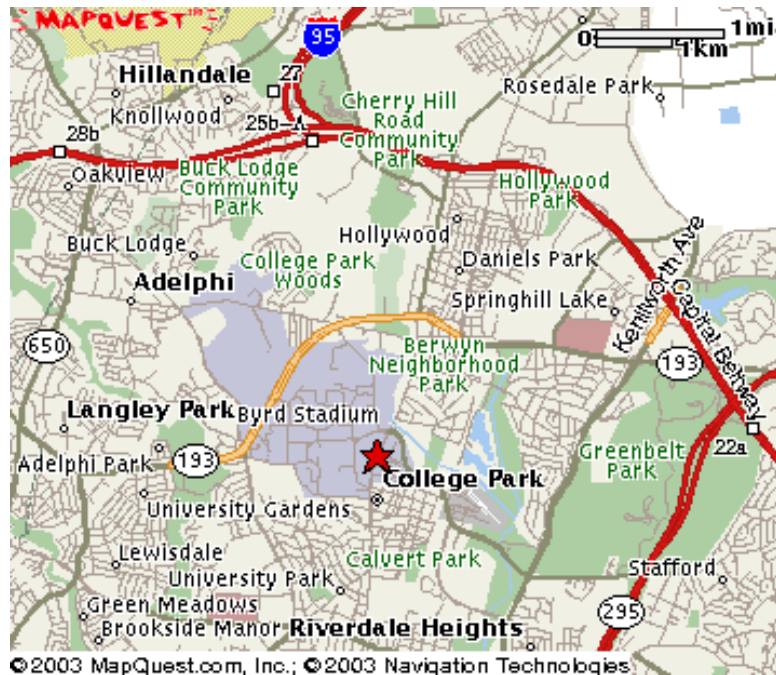 MAPQUEST™
95
0
1mi
1km
Hillandale
27
Rosedale Park
Knollwood
Cherry Hill
Road
Community
Park
25b-A
28b
Oakview
Buck Lodge
Community
Park
Hollywood
Park
Hollywood
Buck Lodge
College Park
Woods
Daniels Park
Adelphi
Springhill Lake
Kenilworth Ave
Capital Beltway
650
Berwyn
Neighborhood
Park
193
Langley Park
Byrd Stadium
Adelphi Park
193
Greenbelt
Park
22a
College Park
University Gardens
Lewisdale
Calvert Park
University Park
Stafford
Green Meadows
295
Brookside Manor
Riverdale Heights
©2003 MapQuest.com, Inc.; ©2003 Navigation Technologies